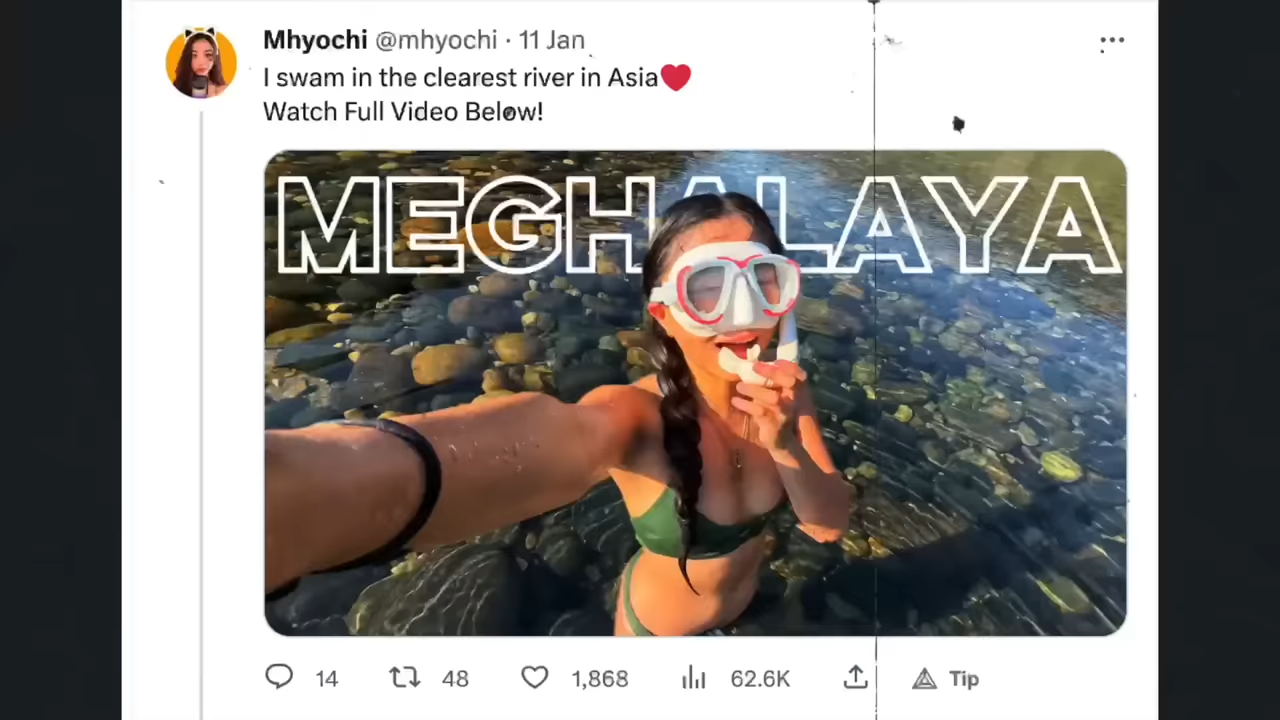 Mhyochi @mhyochi · 11 Jan
I swam in the clearest river in Asia❤️
Watch Full Video Below!
MEGHALAYA
14 48 1,868 62.6K Tip